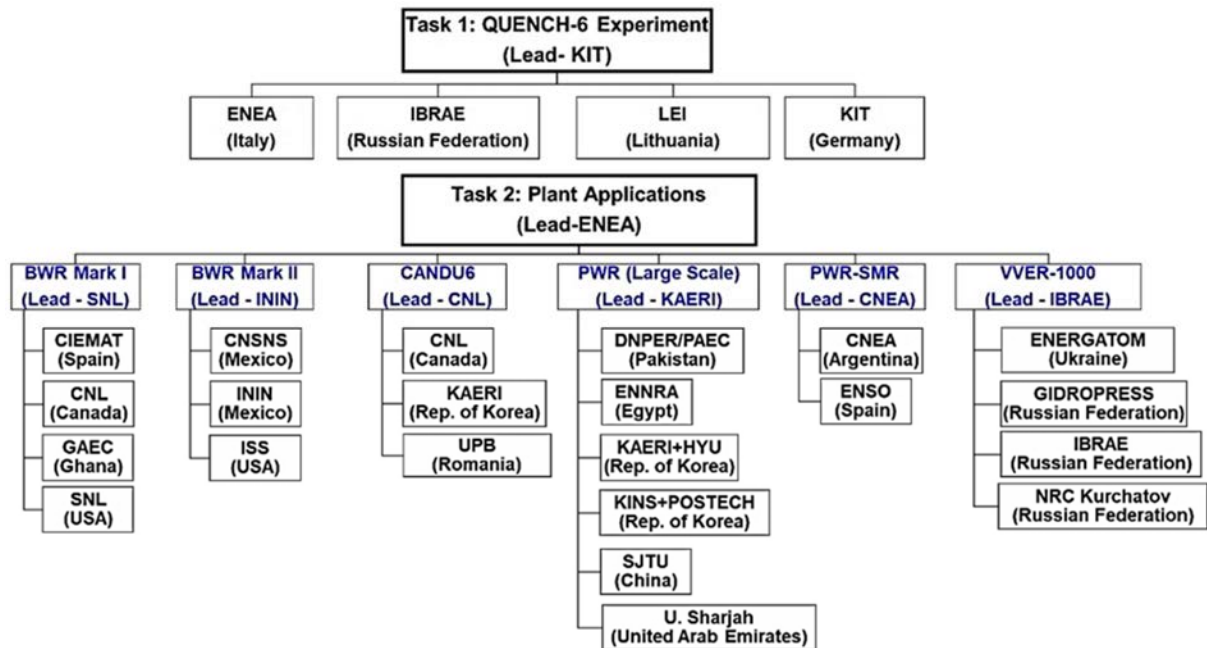 Task 1: QUENCH-6 Experiment
(Lead- KIT)
ENEA
(Italy)
IBRAE
(Russian Federation)
LEI
(Lithuania)
KIT
(Germany)
Task 2: Plant Applications
(Lead-ENEA)
BWR Mark I
(Lead - SNL)
CIEMAT
(Spain)
CNL
(Canada)
GAEC
(Ghana)
SNL
(USA)
BWR Mark II
(Lead - ININ)
CNSNS
(Mexico)
ININ
(Mexico)
ISS
(USA)
CANDU6
(Lead - CNL)
CNL
(Canada)
KAERI
(Rep. of Korea)
UPB
(Romania)
PWR (Large Scale)
(Lead - KAERI)
DNPER/PAEC
(Pakistan)
ENNRA
(Egypt)
KAERI+HYU
(Rep. of Korea)
KINS+POSTECH
(Rep. of Korea)
SJTU
(China)
U. Sharjah
(United Arab Emirates)
PWR-SMR
(Lead - CNEA)
CNEA
(Argentina)
ENSO
(Spain)
VVER-1000
(Lead - IBRAE)
ENERGATOM
(Ukraine)
GIDROPRESS
(Russian Federation)
IBRAE
(Russian Federation)
NRC Kurchatov
(Russian Federation)